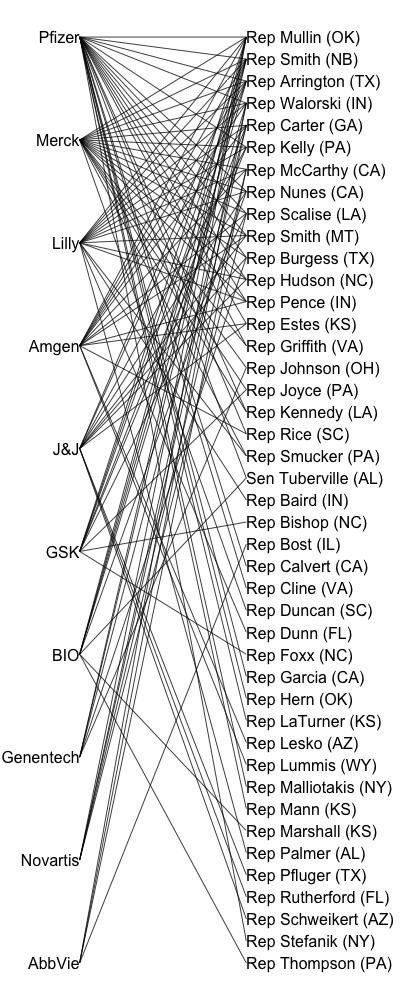 Pfizer
Merck
Lilly
Amgen
J&J
GSK
BIO
Genentech
Novartis
AbbVie
Rep Mullin (OK)
Rep Smith (NB)
Rep Arrington (TX)
Rep Walorski (IN)
Rep Carter (GA)
Rep Kelly (PA)
Rep McCarthy (CA)
Rep Nunes (CA)
Rep Scalise (LA)
Rep Smith (MT)
Rep Burgess (TX)
Rep Hudson (NC)
Rep Pence (IN)
Rep Estes (KS)
Rep Griffith (VA)
Rep Johnson (OH)
Rep Joyce (PA)
Rep Kennedy (LA)
Rep Rice (SC)
Rep Smucker (PA)
Sen Tuberville (AL)
Rep Baird (IN)
Rep Bishop (NC)
Rep Bost (IL)
Rep Calvert (CA)
Rep Cline (VA)
Rep Duncan (SC)
Rep Dunn (FL)
Rep Foxx (NC)
Rep Garcia (CA)
Rep Hern (OK)
Rep LaTurner (KS)
Rep Lesko (AZ)
Rep Lummis (WY)
Rep Malliotakis (NY)
Rep Mann (KS)
Rep Marshall (KS)
Rep Palmer (AL)
Rep Pfluger (TX)
Rep Rutherford (FL)
Rep Schweikert (AZ)
Rep Stefanik (NY)
Rep Thompson (PA)